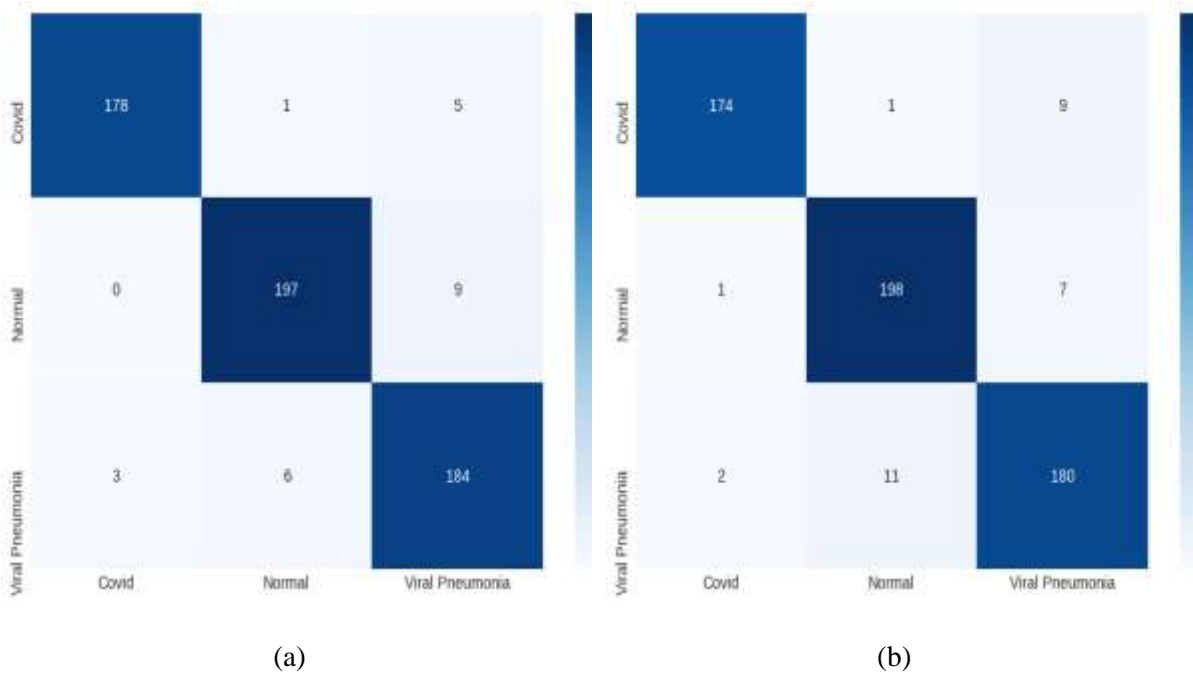 Covid 178 1 5
Normal 0 197 9
Viral Pneumonia 3 6 184
Covid Normal Viral Pneumonia
(a)
Covid 174 1 9
Normal 1 198 7
Viral Pneumonia 2 11 180
Covid Normal Viral Pneumonia
(b)